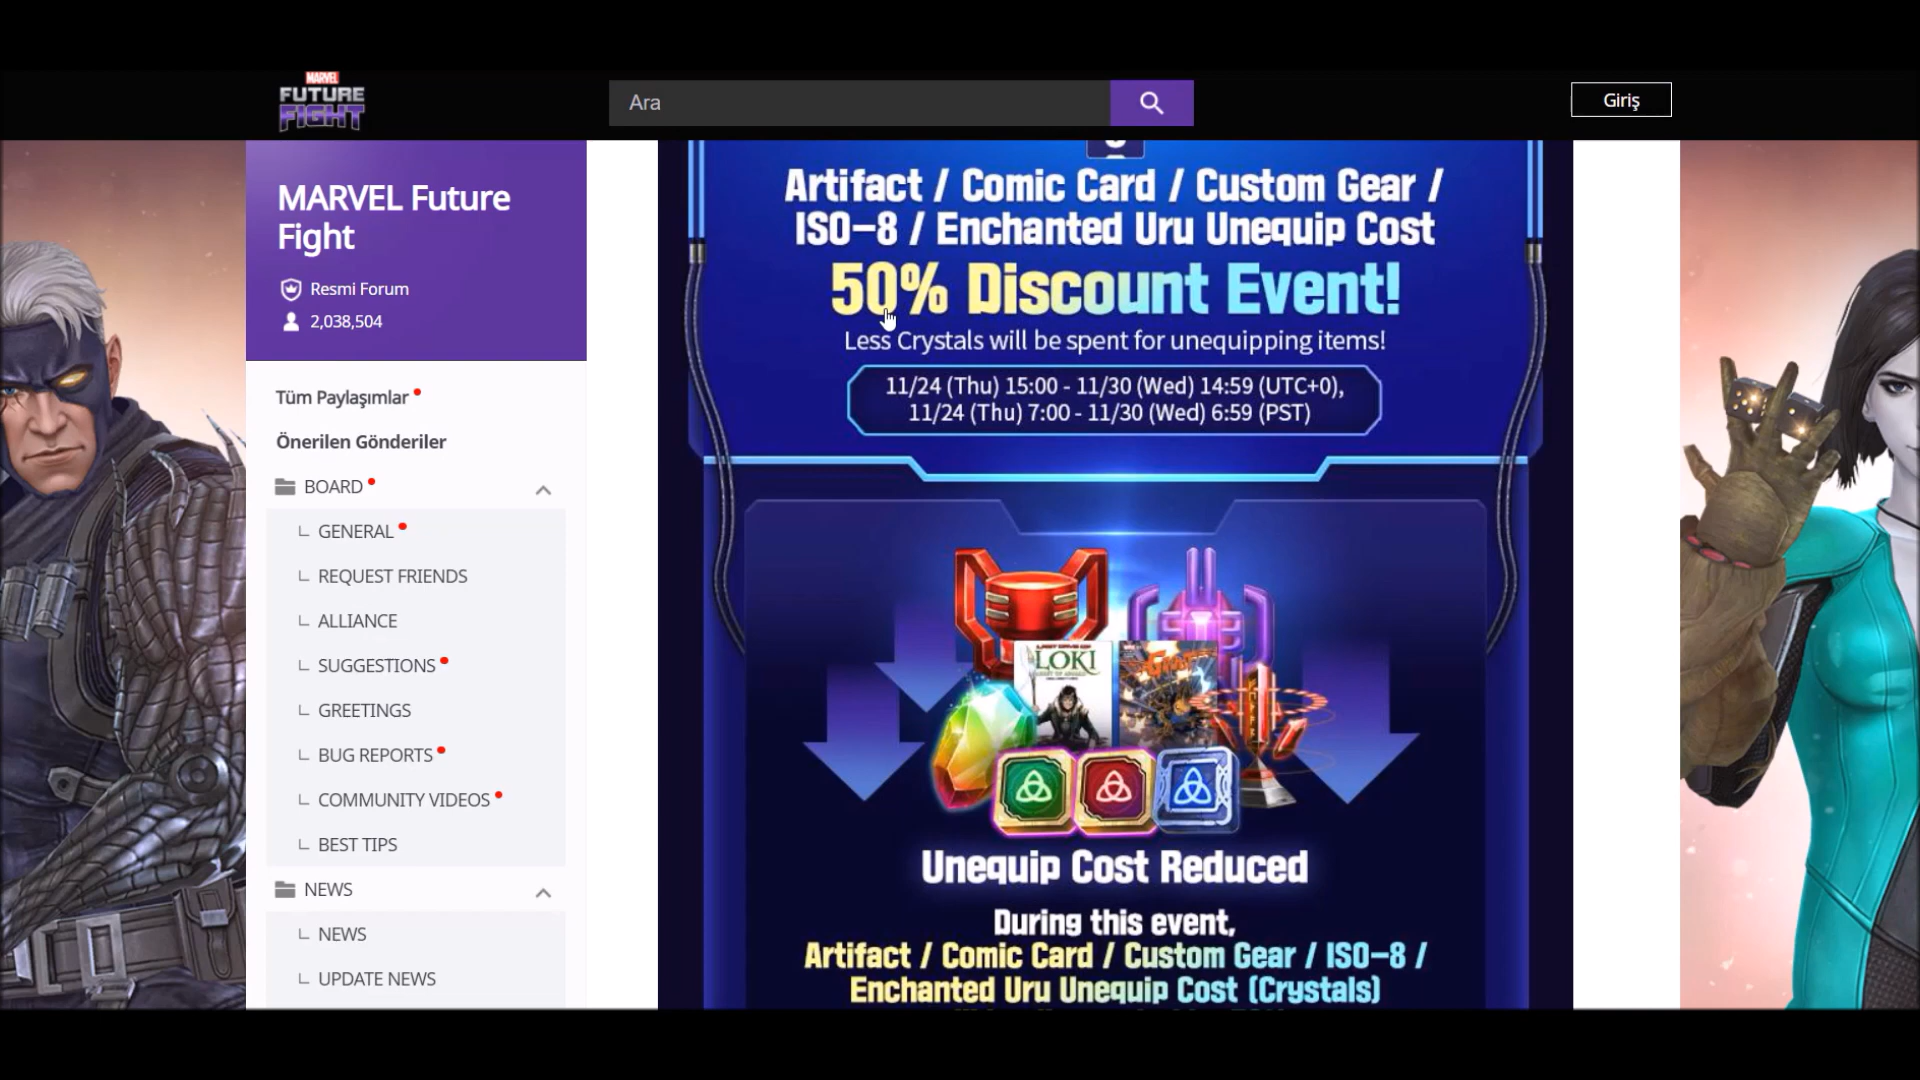 MARVEL
FUTURE
FIGHT
Ara
Giriş
MARVEL Future
Fight
Resmi Forum
2,038,504
Tüm Paylaşımlar
Önerilen Gönderiler
BOARD
GENERAL
REQUEST FRIENDS
ALLIANCE
SUGGESTIONS
GREETINGS
BUG REPORTS
COMMUNITY VIDEOS
BEST TIPS
NEWS
NEWS
UPDATE NEWS
Artifact / Comic Card / Custom Gear /
ISO-8 / Enchanted Uru Unequip Cost
50% Discount Event!
Less Crystals will be spent for unequipping items!
11/24 (Thu) 15:00 - 11/30 (Wed) 14:59 (UTC+0),
11/24 (Thu) 7:00 - 11/30 (Wed) 6:59 (PST)
LOKI
Unequip Cost Reduced
During this event,
Artifact / Comic Card / Custom Gear / ISO-8 /
Enchanted Uru Unequip Cost (Crystals)